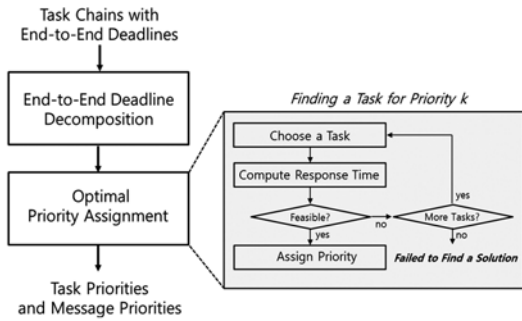 Task Chains with
End-to-End Deadlines
End-to-End Deadline
Decomposition
Optimal
Priority Assignment
Task Priorities
and Message Priorities
Finding a Task for Priority k
Choose a Task
Compute Response Time
Feasible?
no
More Tasks?
yes
yes
no
Assign Priority
Failed to Find a Solution